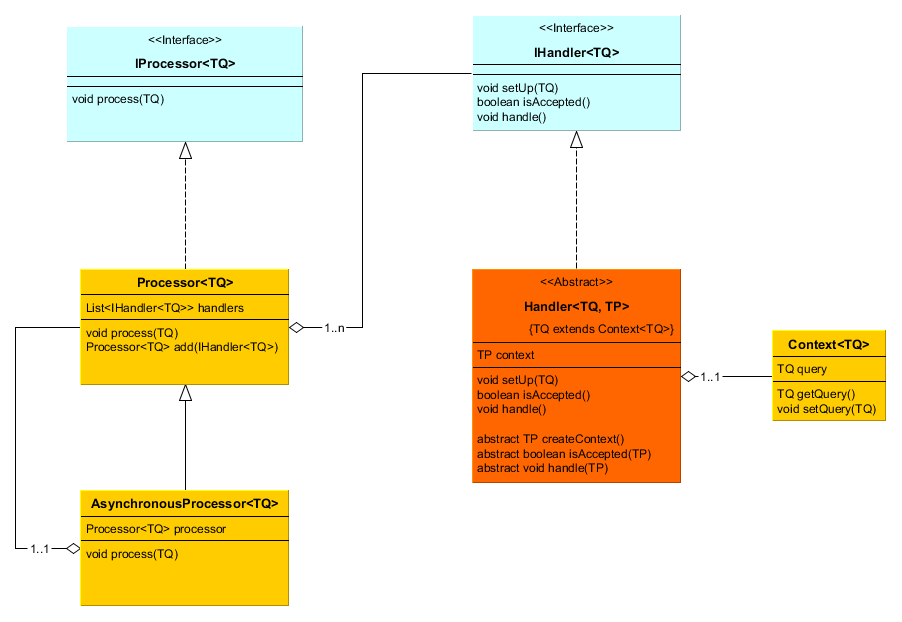 <<Interface>>
IProcessor<TQ>
void process(TQ)
<<Interface>>
IHandler<TQ>
void setUp(TQ)
boolean isAccepted()
void handle()
Processor<TQ>
List<IHandler<TQ>> handlers
void process(TQ)
Processor<TQ> add(IHandler<TQ>)
1..n
<<Abstract>>
Handler<TQ, TP>
{TQ extends Context<TQ>}
TP context
void setUp(TQ)
boolean isAccepted()
void handle()
abstract TP createContext()
abstract boolean isAccepted(TP)
abstract void handle(TP)
1..1
Context<TQ>
TQ query
TQ getQuery()
void setQuery(TQ)
AsynchronousProcessor<TQ>
Processor<TQ> processor
void process(TQ)
1..1